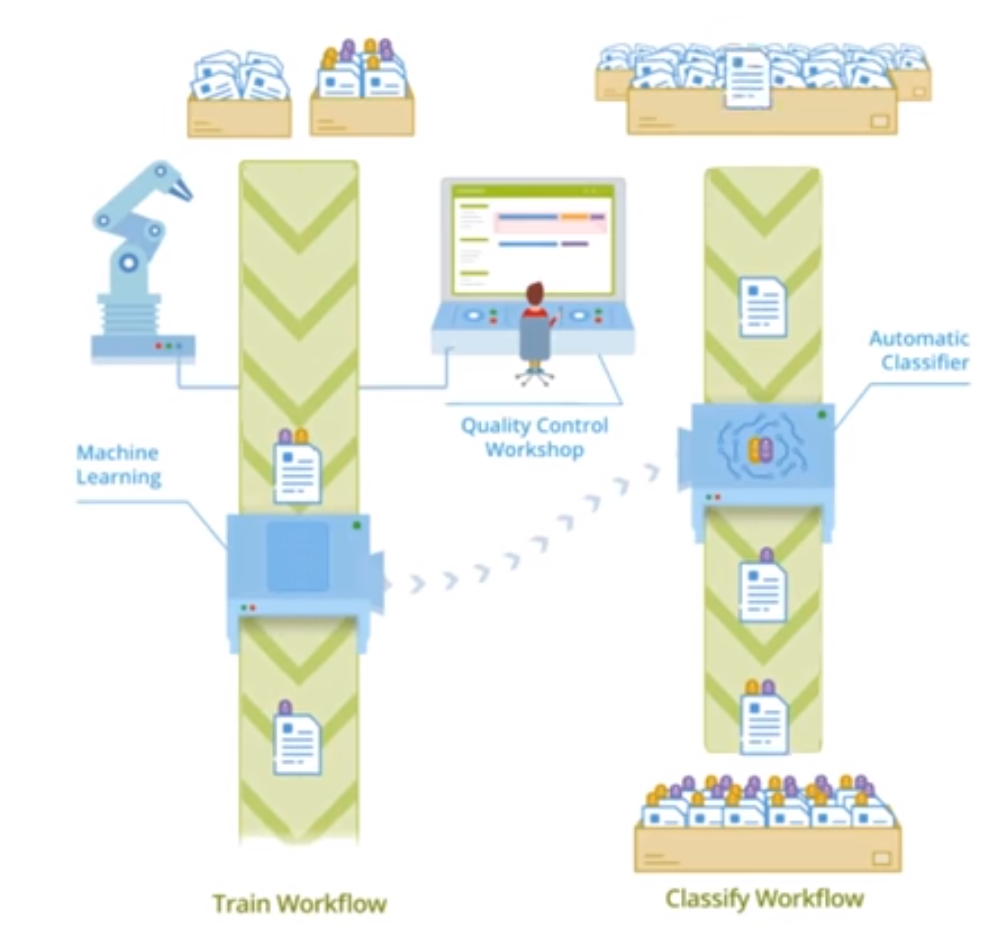 Automatic
Classifier
Quality Control
Workshop
Machine
Learning
Train Workflow
Classify Workflow